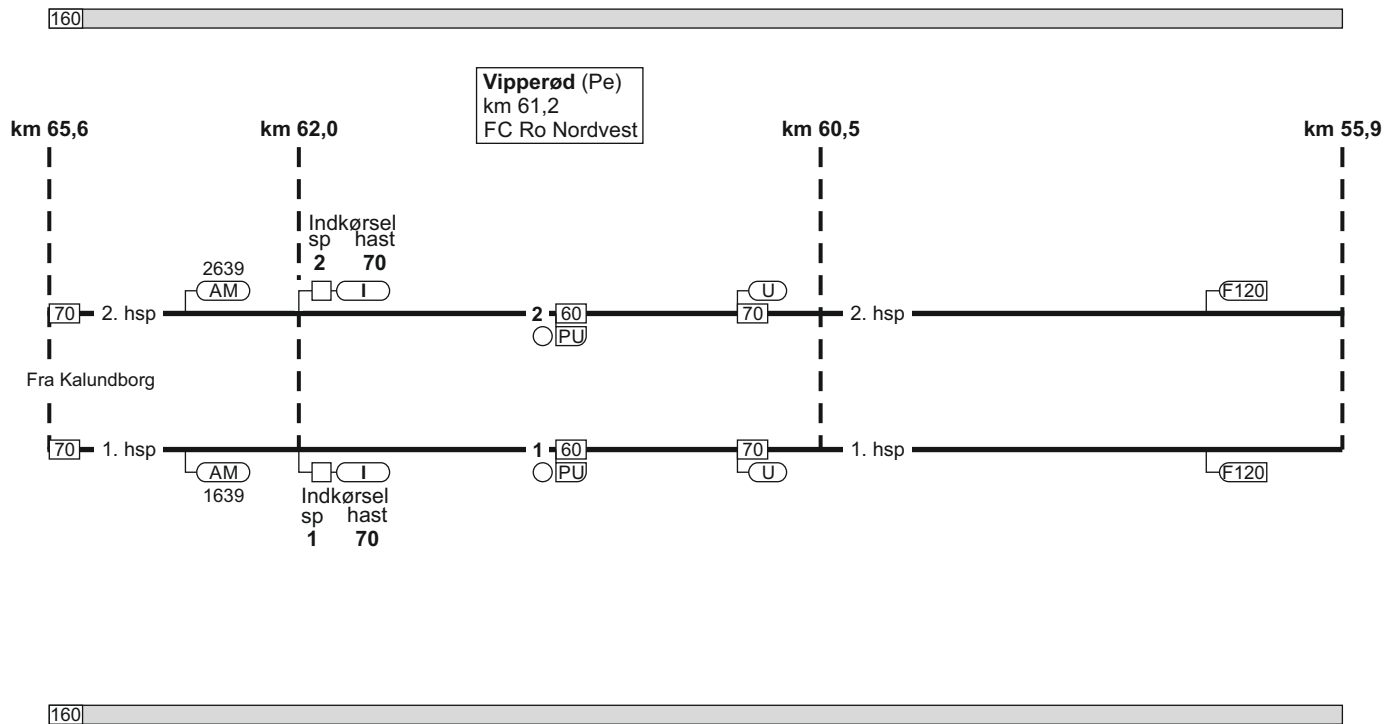 160
Vipperød (Pe)
km 61,2
FC Ro Nordvest
km 65,6 km 62,0 km 60,5 km 55,9
Indkørsel
sp hast
2 70
2639
AM I U F120
70 2. hsp 2 60 70 2. hsp
PU
Fra Kalundborg
70 1. hsp 1 60 70 1. hsp
AM I PU U F120
1639
Indkørsel
sp hast
1 70
160